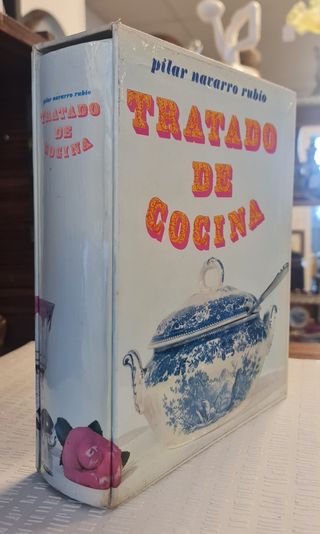 pilar navarro rubio
TRATADO
DE
COCINA
pilar navarro rubio
TRATADO
DE
COCINA